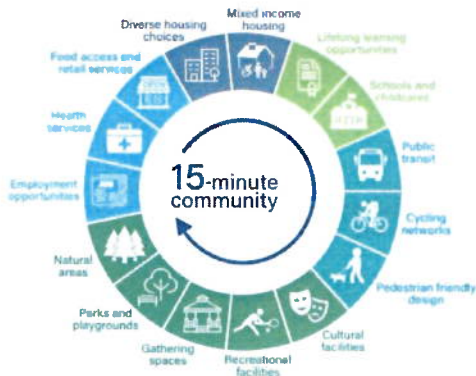 Diverse housing
choices
Mixed income
housing
Lifelong learning
opportunities
Schools and
childcares
Public
transit
Cycling
networks
Pedestrian friendly
design
Cultural
facilities
Recreational
facilities
Gathering
spaces
Parks and
playgrounds
Natural
areas
Employment
opportunities
Health
services
Food access and
retail services
15-minute
community